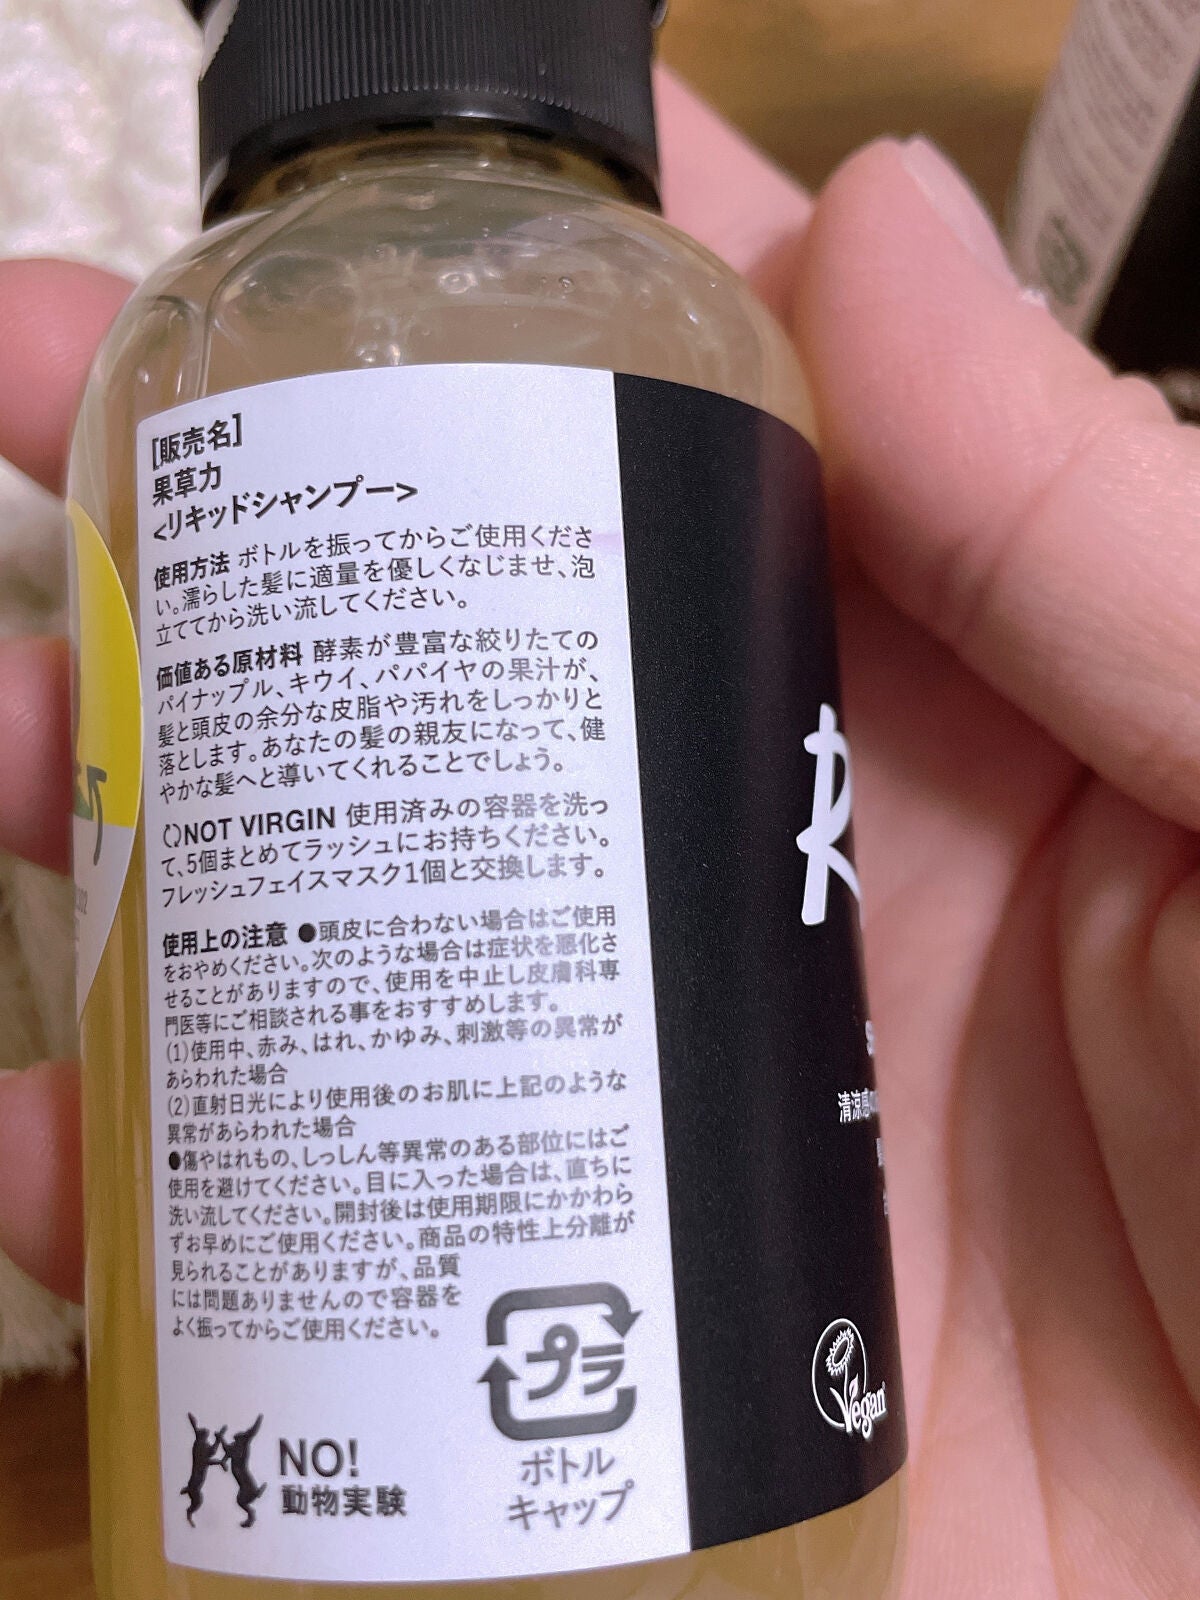 [販売名]
果草力
<リキッドシャンプー>
使用方法 ボトルを振ってからご使用くださ
い。濡らした髪に適量を優しくなじませ、泡
立ててから洗い流してください。
価値ある原材料 酵素が豊富な絞りたての
パイナップル、キウイ、パパイヤの果汁が、
髪と頭皮の余分な皮脂や汚れをしっかりと
落とします。あなたの髪の親友になって、健
やかな髪へと導いてくれることでしょう。
NOT VIRGIN 使用済みの容器を洗っ
て、5個まとめてラッシュにお持ちください。
フレッシュフェイスマスク1個と交換します。
使用上の注意 ●頭皮に合わない場合はご使用
をおやめください。次のような場合は症状を悪化さ
せることがありますので、使用を中止し皮膚科専
門医等にご相談される事をおすすめします。
(1)使用中、赤み、はれ、かゆみ、刺激等の異常が
あらわれた場合
(2)直射日光により使用後のお肌に上記のような
異常があらわれた場合
●傷やはれもの、しっしん等異常のある部位にはご
使用を避けてください。目に入った場合は、直ちに
洗い流してください。開封後は使用期限にかかわら
ずお早めにご使用ください。商品の特性上分離が
見られることがありますが、品質
には問題ありませんので容器を
よく振ってからご使用ください。
プラ
ボトル
キャップ
NO!
動物実験
R
清涼感
Vegan